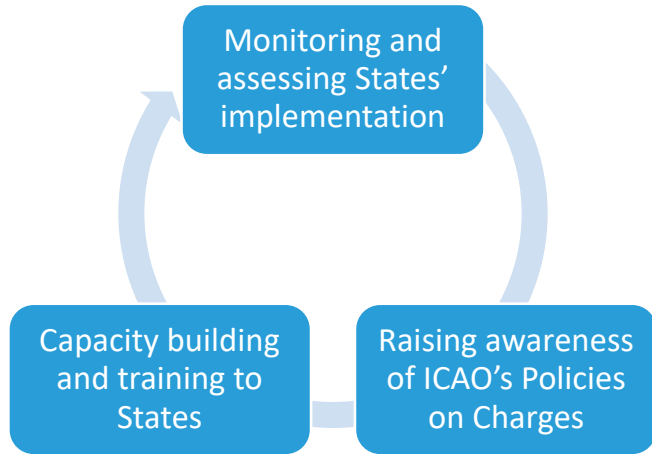 Monitoring and
assessing States’
implementation
Capacity building
and training to
States
Raising awareness
of ICAO’s Policies
on Charges